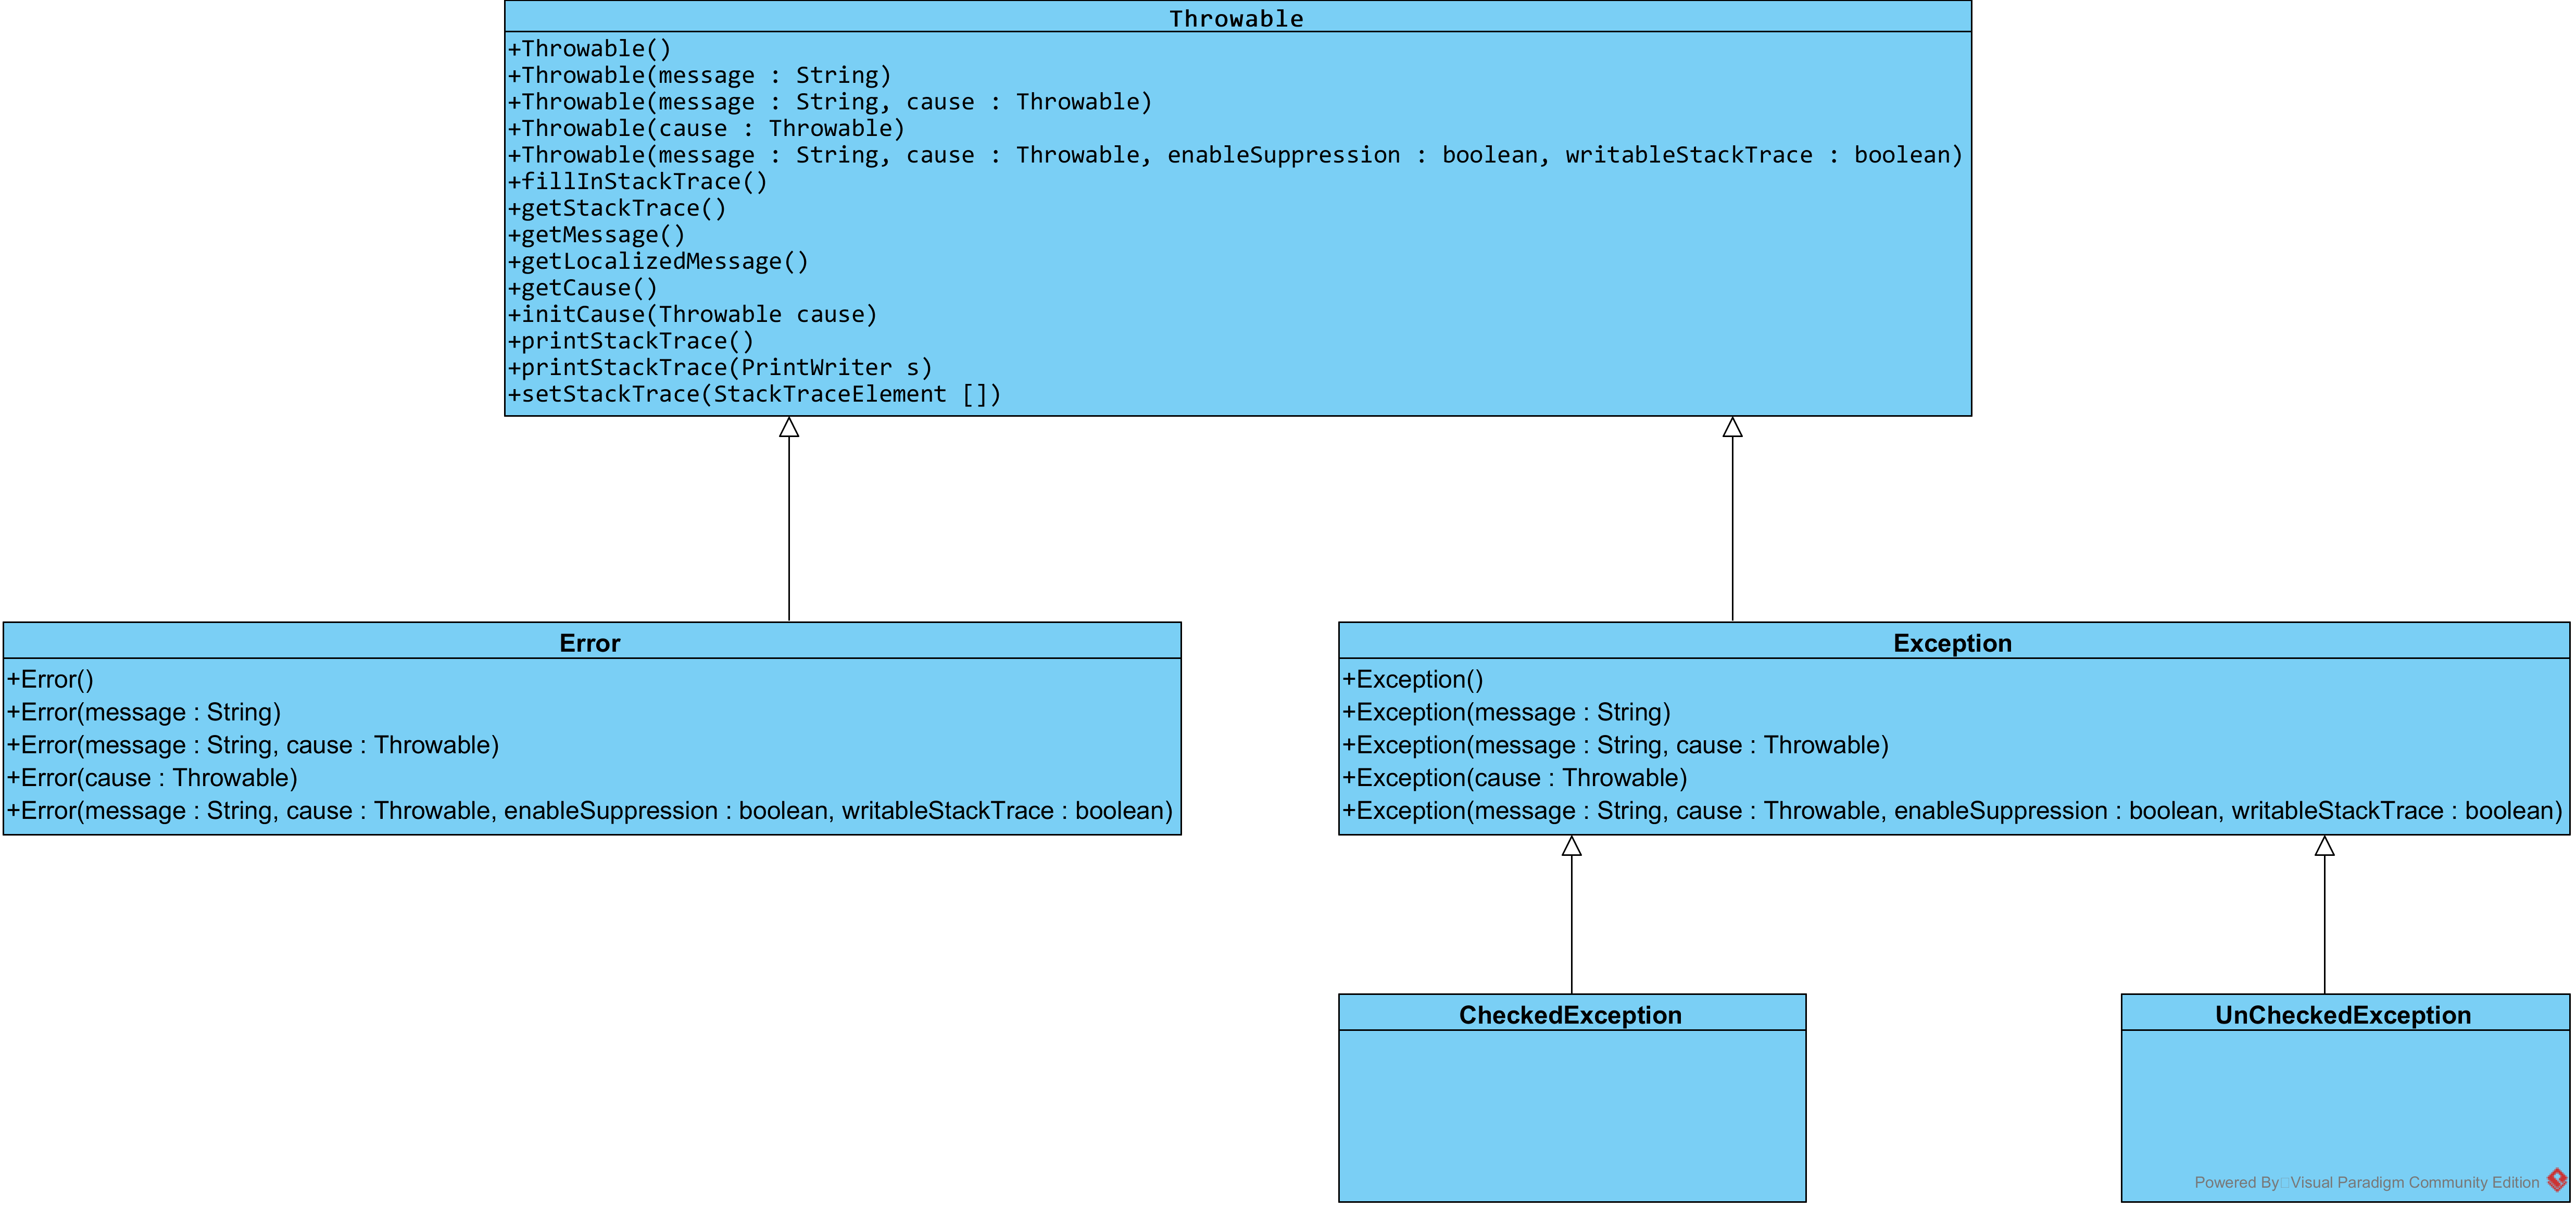 Throwable
+Throwable()
+Throwable(message : String)
+Throwable(message : String, cause : Throwable)
+Throwable(cause : Throwable)
+Throwable(message : String, cause : Throwable, enableSuppression : boolean, writableStackTrace : boolean)
+fillInStackTrace()
+getStackTrace()
+getMessage()
+getLocalizedMessage()
+getCause()
+initCause(Throwable cause)
+printStackTrace()
+printStackTrace(PrintWriter s)
+setStackTrace(StackTraceElement [])
Error
+Error()
+Error(message : String)
+Error(message : String, cause : Throwable)
+Error(cause : Throwable)
+Error(message : String, cause : Throwable, enableSuppression : boolean, writableStackTrace : boolean)
Exception
+Exception()
+Exception(message : String)
+Exception(message : String, cause : Throwable)
+Exception(cause : Throwable)
+Exception(message : String, cause : Throwable, enableSuppression : boolean, writableStackTrace : boolean)
CheckedException
UnCheckedException
Powered By Visual Paradigm Community Edition